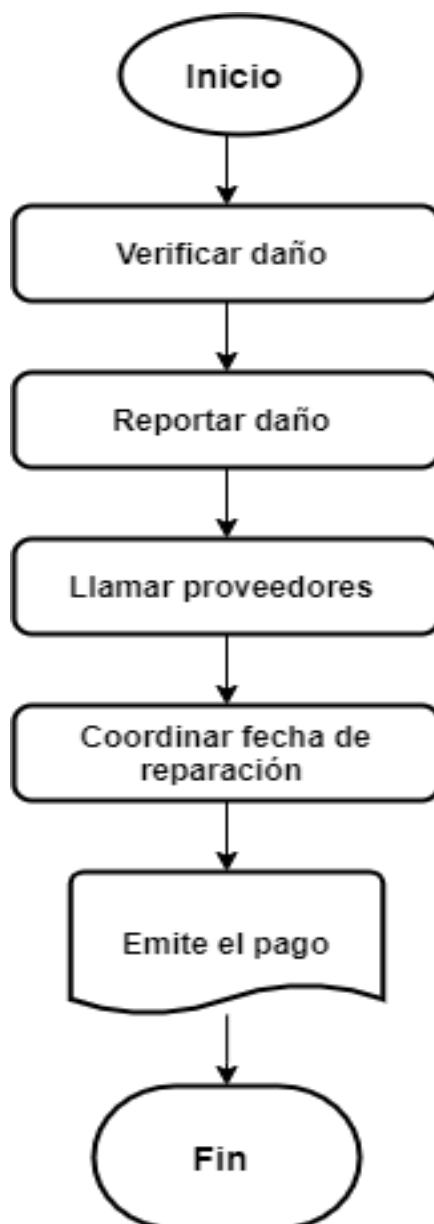 Inicio
Verificar daño
Reportar daño
Llamar proveedores
Coordinar fecha de
reparación
Emite el pago
Fin